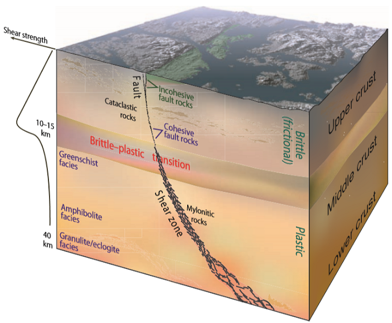 Shear strength
Fault
Incohesive
fault rocks
Cataclastic
rocks
Cohesive
fault rocks
10–15
km
Brittle–plastic transition
Greenschist
facies
Shear zone
Mylonitic
rocks
Amphibolite
facies
Granulite/eclogite
facies
40
km
Brittle
(frictional)
Plastic
Upper crust
Middle crust
Lower crust